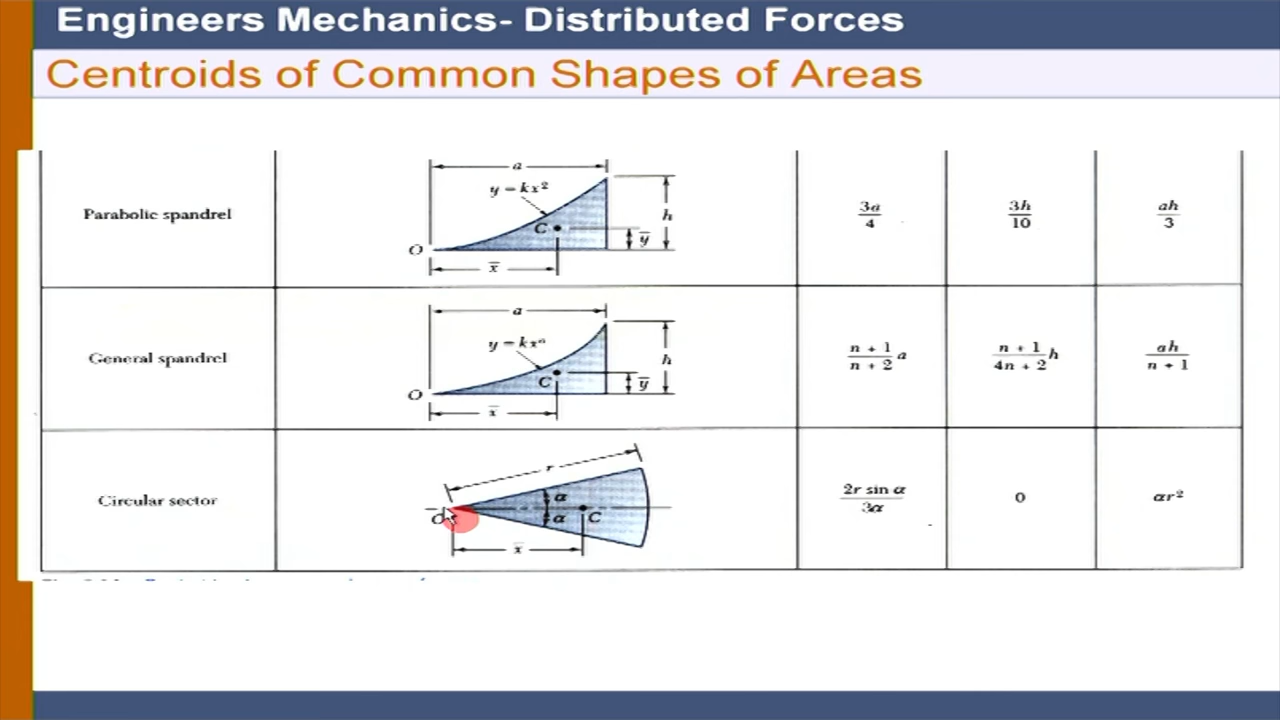 Engineers Mechanics- Distributed Forces
Centroids of Common Shapes of Areas
Parabolic spandrel
a
y = kx²
h
C
y̅
O
x̅
3a/4
3h/10
ah/3
General spandrel
a
y = kxⁿ
h
C
y̅
O
x̅
n + 1/n + 2 a
n + 1/4n + 2 h
ah/n + 1
Circular sector
r
α
α
C
O
x̅
2r sin α/3α
0
αr²